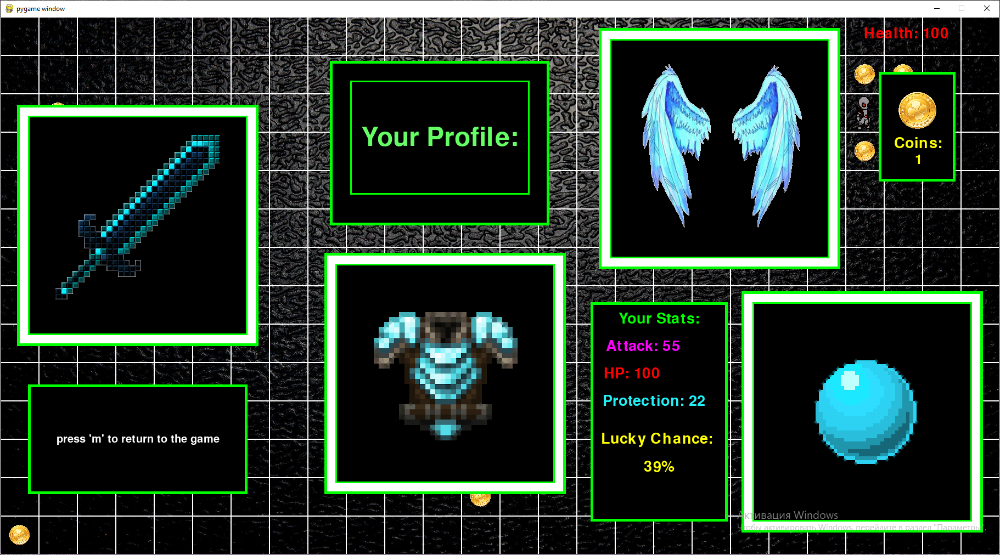 pygame window
Health: 100
Your Profile:
Coins:
1
Your Stats:
Attack: 55
HP: 100
Protection: 22
Lucky Chance:
39%
press 'm' to return to the game
Активация Windows
Чтобы активировать Windows, перейдите в раздел "Параметры".